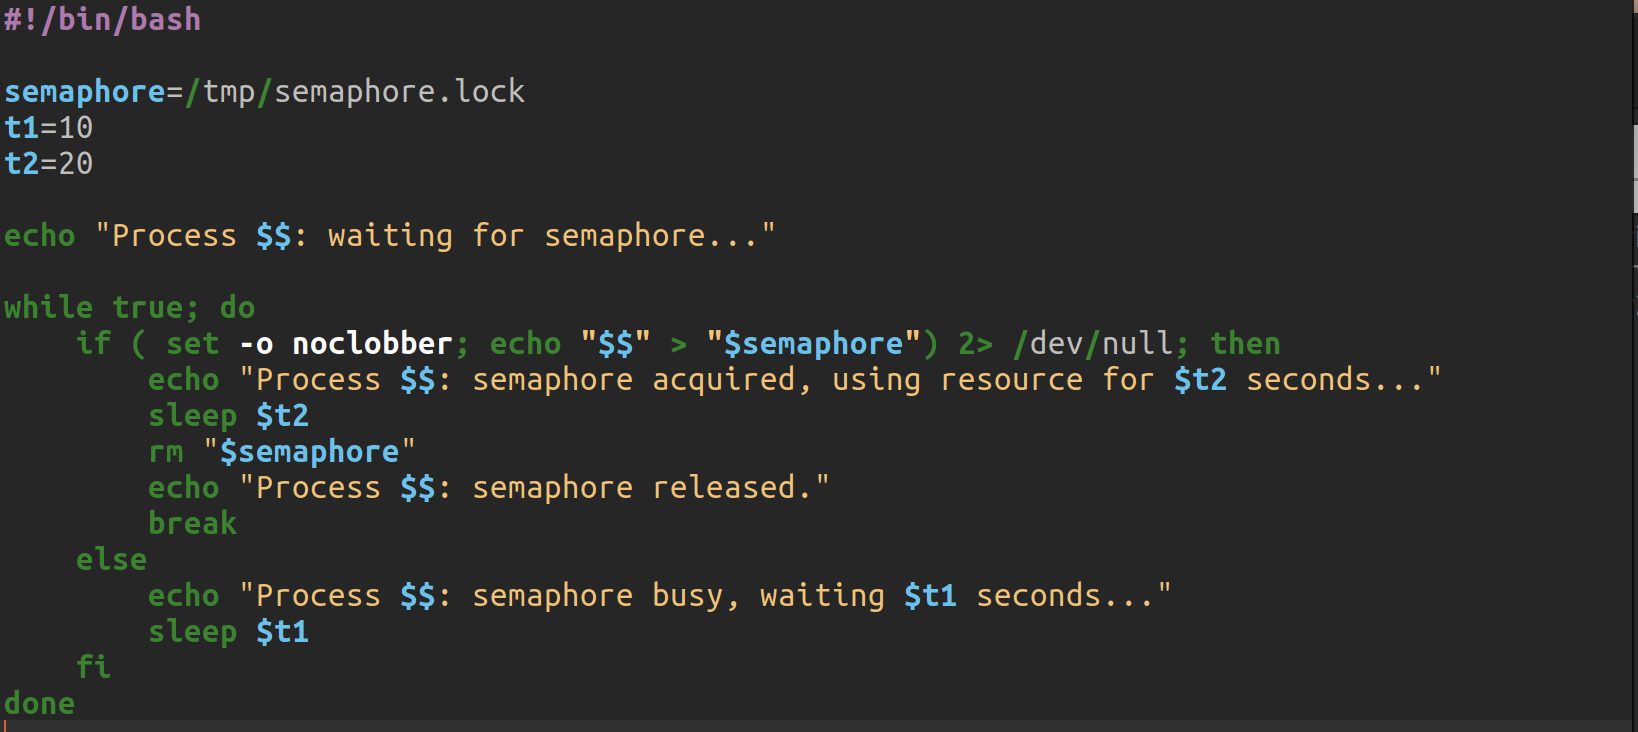 #!/bin/bash

semaphore=/tmp/semaphore.lock
t1=10
t2=20

echo "Process $$: waiting for semaphore..."

while true; do
    if ( set -o noclobber; echo "$$" > "$semaphore") 2> /dev/null; then
        echo "Process $$: semaphore acquired, using resource for $t2 seconds..."
        sleep $t2
        rm "$semaphore"
        echo "Process $$: semaphore released."
        break
    else
        echo "Process $$: semaphore busy, waiting $t1 seconds..."
        sleep $t1
    fi
done